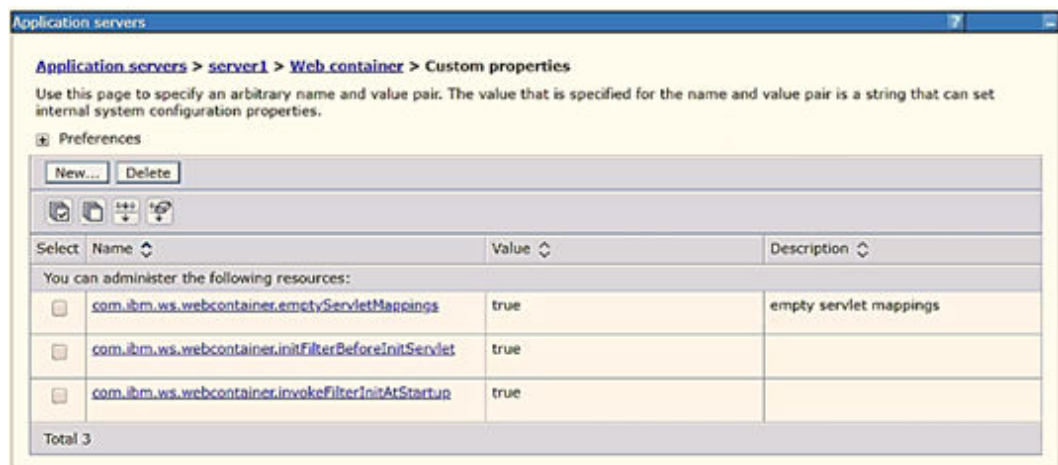 Application servers
?
Application servers > server1 > Web container > Custom properties
Use this page to specify an arbitrary name and value pair. The value that is specified for the name and value pair is a string that can set
internal system configuration properties.
Preferences
New... Delete
Select Name Value Description
You can administer the following resources:
com.ibm.ws.webcontainer.emptyServletMappings true empty servlet mappings
com.ibm.ws.webcontainer.initFilterBeforeInitServlet true
com.ibm.ws.webcontainer.invokeFilterInitAtStartup true
Total 3